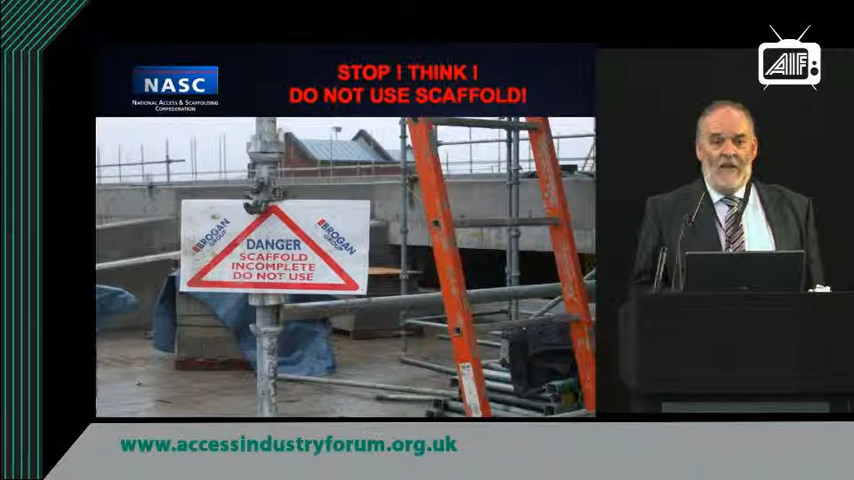 AIF
NASC
NATIONAL ACCESS & SCAFFOLDING
CONFEDERATION
STOP ! THINK !
DO NOT USE SCAFFOLD!
BROGAN
GROUP
BROGAN
GROUP
DANGER
SCAFFOLD
INCOMPLETE
DO NOT USE
www.accessindustryforum.org.uk